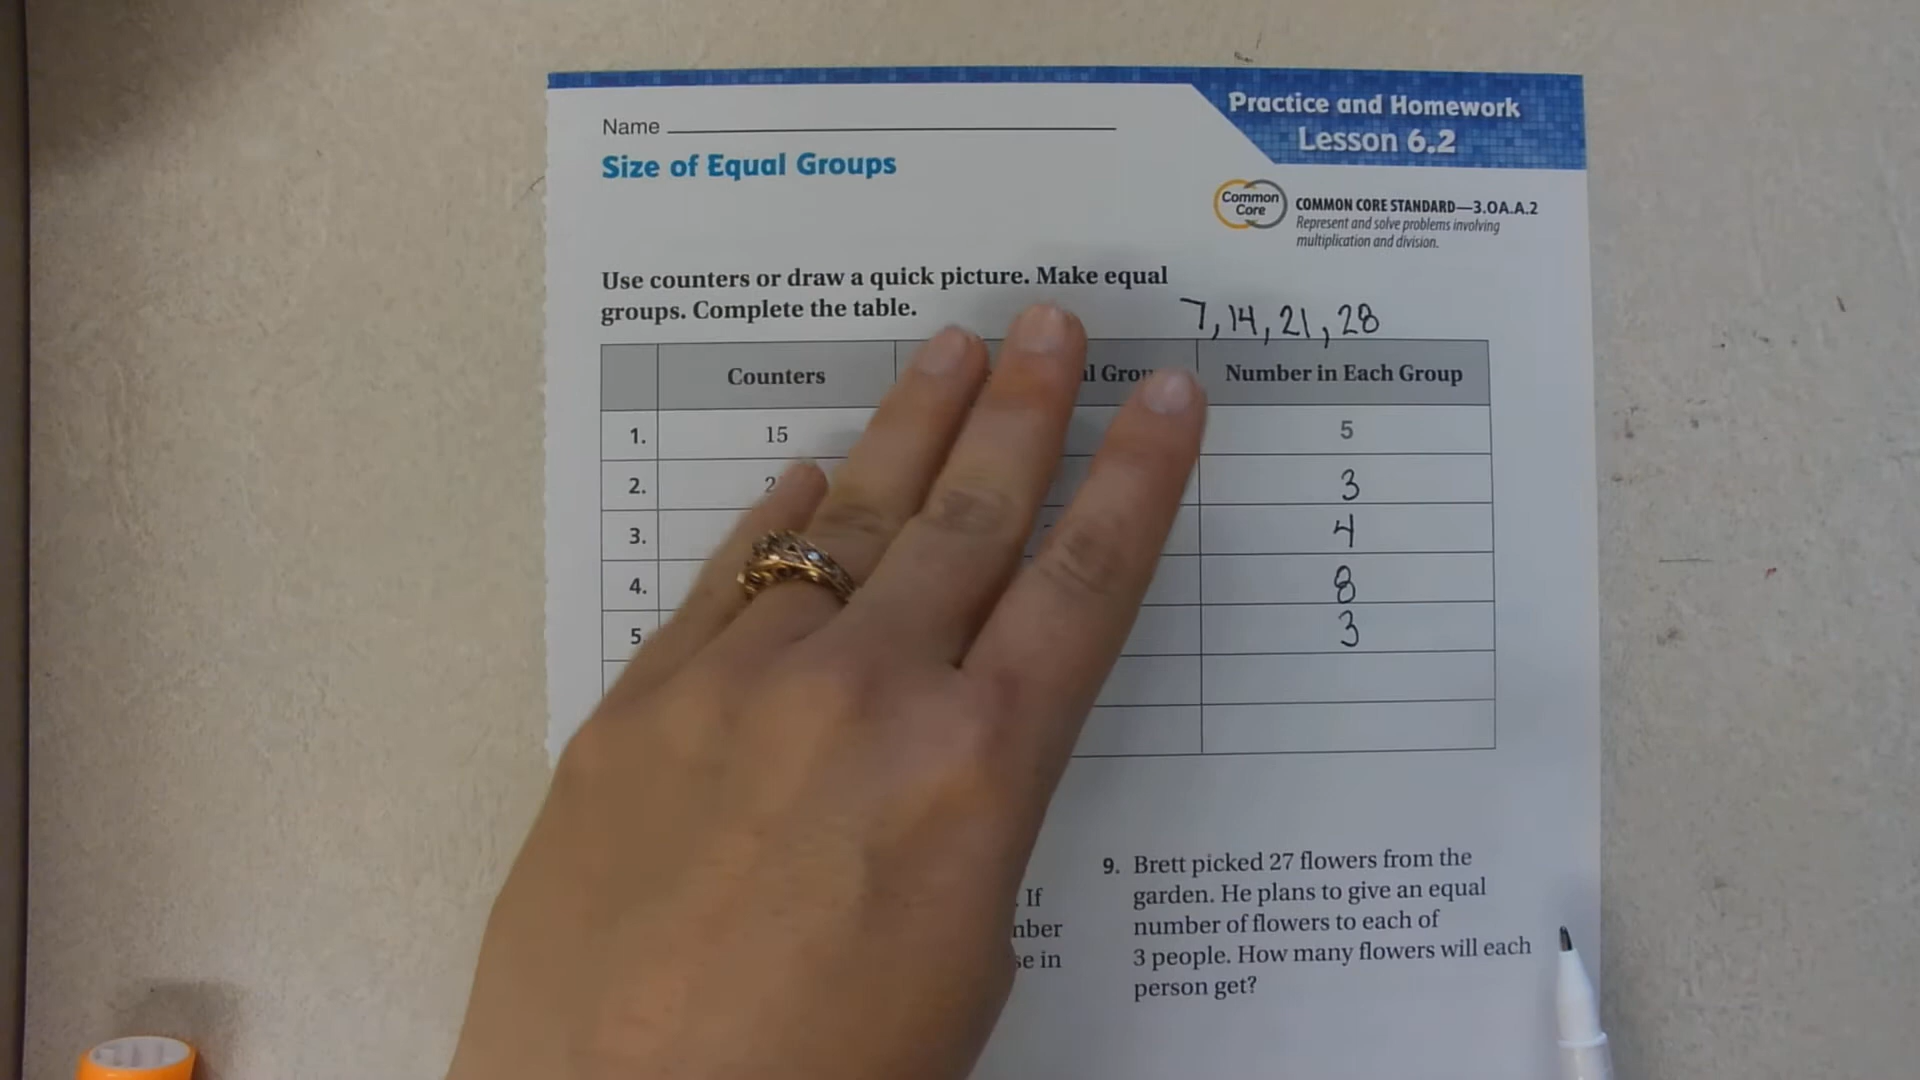 Practice and Homework
Lesson 6.2
Name
Size of Equal Groups
Common
Core
COMMON CORE STANDARD—3.OA.A.2
Represent and solve problems involving
multiplication and division.
Use counters or draw a quick picture. Make equal
groups. Complete the table.
7, 14, 21, 28
Counters Number in Each Group
1. 15 5
2. 3
3. 4
4. 8
5. 3
If
9. Brett picked 27 flowers from the
garden. He plans to give an equal
number of flowers to each of
3 people. How many flowers will each
person get?
in